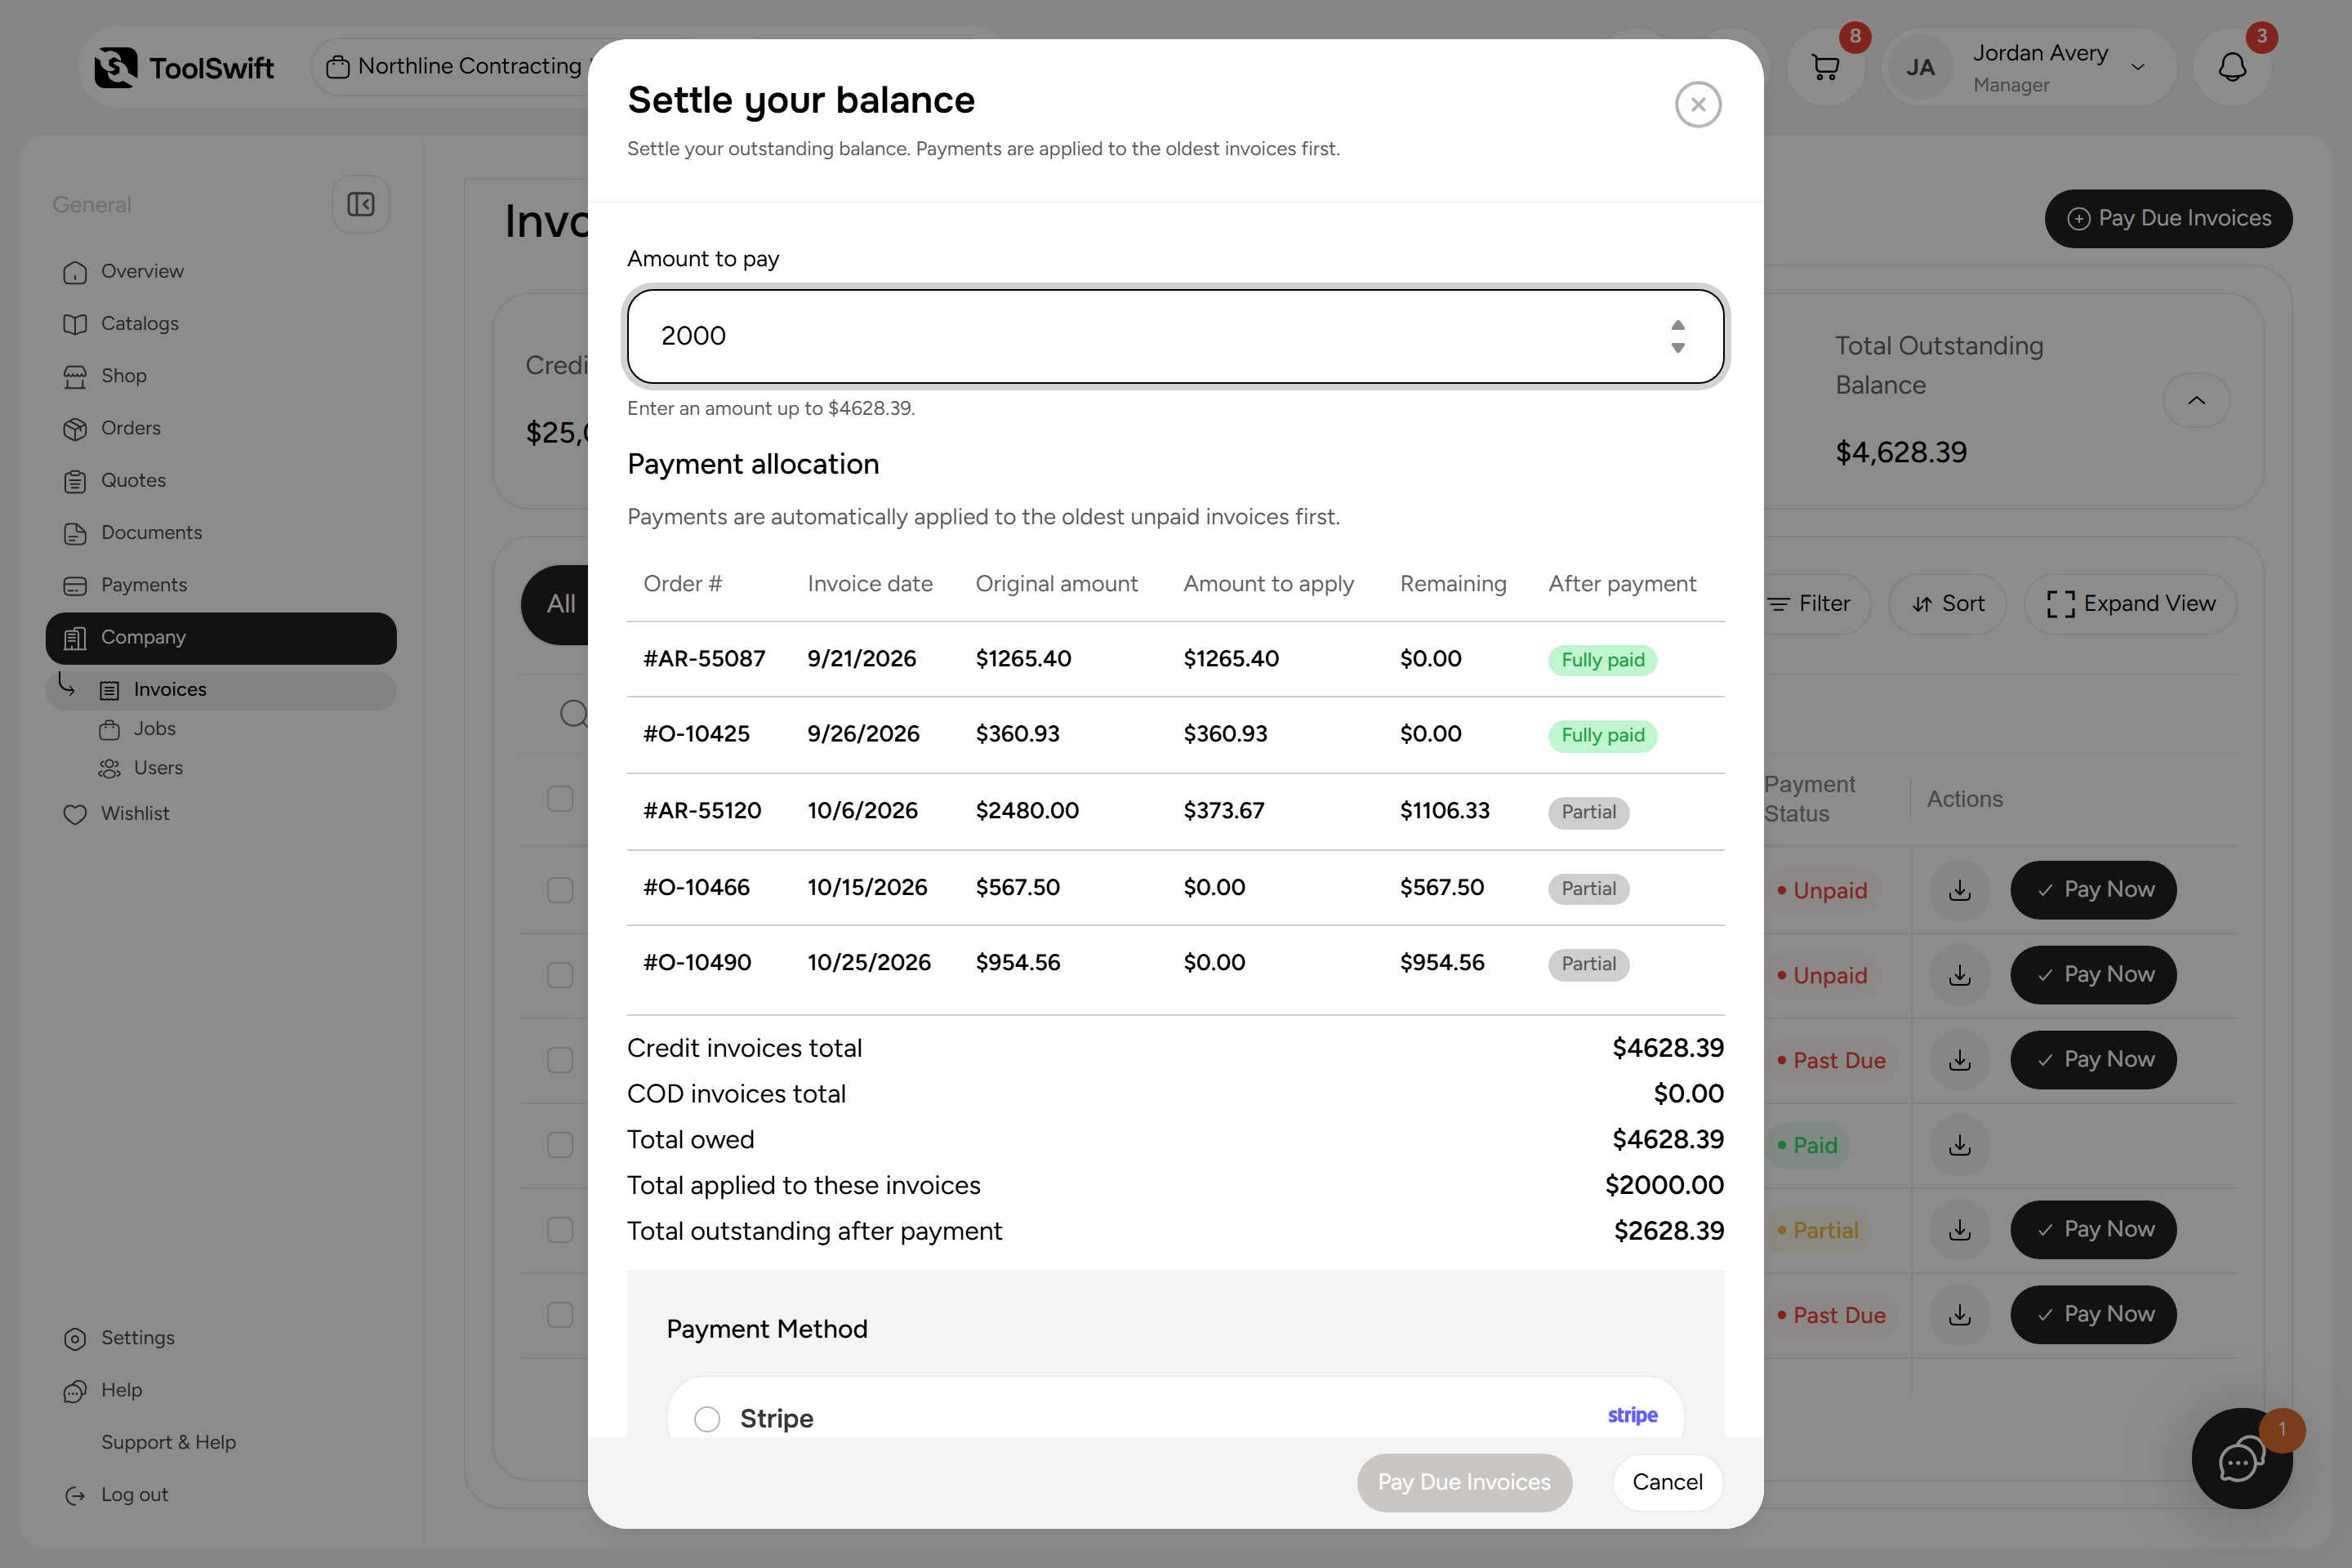 ToolSwift
Northline Contracting
8
JA
Jordan Avery
Manager
3
General
Overview
Catalogs
Shop
Orders
Quotes
Documents
Payments
Company
Invoices
Jobs
Users
Wishlist
Settings
Help
Support & Help
Log out
Pay Due Invoices
Total Outstanding
Balance
$4,628.39
All
Filter
Sort
Expand View
Payment
Status
Actions
Unpaid
Pay Now
Unpaid
Pay Now
Past Due
Pay Now
Paid
Partial
Pay Now
Past Due
Pay Now
1
Settle your balance
Settle your outstanding balance. Payments are applied to the oldest invoices first.
Amount to pay
2000
Enter an amount up to $4628.39.
Payment allocation
Payments are automatically applied to the oldest unpaid invoices first.
Order # Invoice date Original amount Amount to apply Remaining After payment
#AR-55087 9/21/2026 $1265.40 $1265.40 $0.00 Fully paid
#O-10425 9/26/2026 $360.93 $360.93 $0.00 Fully paid
#AR-55120 10/6/2026 $2480.00 $373.67 $1106.33 Partial
#O-10466 10/15/2026 $567.50 $0.00 $567.50 Partial
#O-10490 10/25/2026 $954.56 $0.00 $954.56 Partial
Credit invoices total $4628.39
COD invoices total $0.00
Total owed $4628.39
Total applied to these invoices $2000.00
Total outstanding after payment $2628.39
Payment Method
Stripe stripe
Pay Due Invoices Cancel